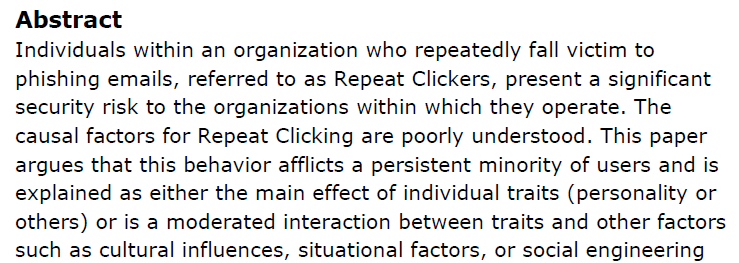 Abstract
Individuals within an organization who repeatedly fall victim to
phishing emails, referred to as Repeat Clickers, present a significant
security risk to the organizations within which they operate. The
causal factors for Repeat Clicking are poorly understood. This paper
argues that this behavior afflicts a persistent minority of users and is
explained as either the main effect of individual traits (personality or
others) or is a moderated interaction between traits and other factors
such as cultural influences, situational factors, or social engineering